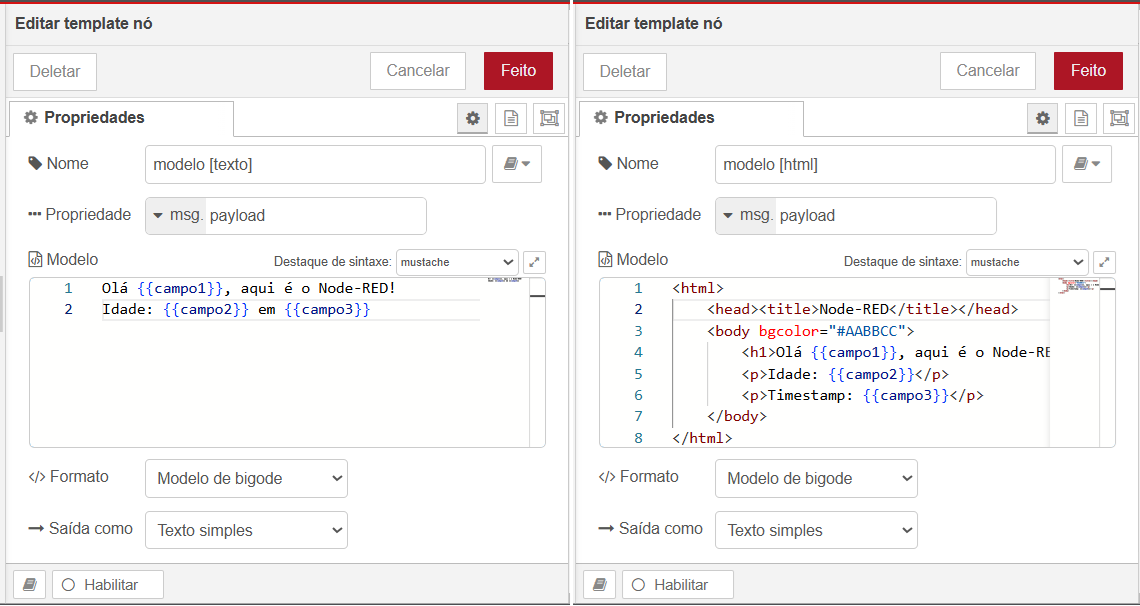 Editar template nó
Deletar Cancelar Feito
Propriedades
Nome modelo [texto]
Propriedade msg. payload
Modelo Destaque de sintaxe: mustache
1 Olá {{campo1}}, aqui é o Node-RED!
2 Idade: {{campo2}} em {{campo3}}
</> Formato Modelo de bigode
Saída como Texto simples
Habilitar
Editar template nó
Deletar Cancelar Feito
Propriedades
Nome modelo [html]
Propriedade msg. payload
Modelo Destaque de sintaxe: mustache
1 <html>
2 <head><title>Node-RED</title></head>
3 <body bgcolor="#AABBCC">
4 <h1>Olá {{campo1}}, aqui é o Node-RE
5 <p>Idade: {{campo2}}</p>
6 <p>Timestamp: {{campo3}}</p>
7 </body>
8 </html>
</> Formato Modelo de bigode
Saída como Texto simples
Habilitar